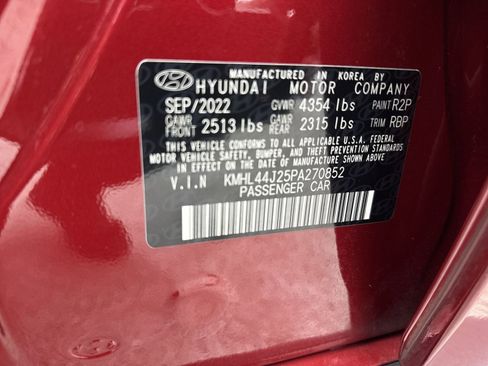 MANUFACTURED IN KOREA BY
HYUNDAI MOTOR COMPANY
SEP/2022 GVWR 4354 lbs PAINT R2P
GAWR FRONT 2513 lbs GAWR REAR 2315 lbs TRIM RBP
THIS VEHICLE CONFORMS TO ALL APPLICABLE U.S.A. FEDERAL
MOTOR VEHICLE SAFETY, BUMPER, AND THEFT PREVENTION STANDARDS
IN EFFECT ON THE DATE OF MANUFACTURE SHOWN ABOVE.
V.I.N KMHL44J25PA270852
PASSENGER CAR